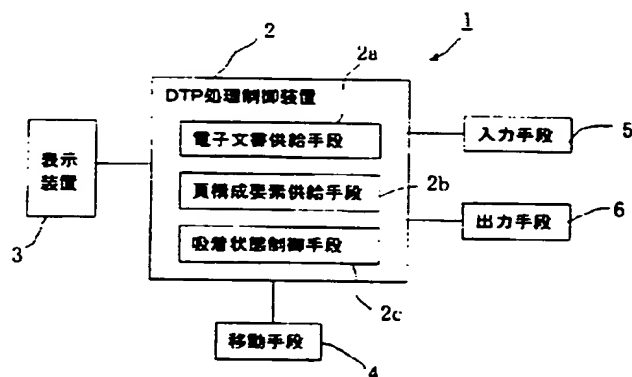 1
2
2a
DTP処理制御装置
電子文書供給手段
入力手段
5
表示
装置
頁構成要素供給手段
2b
出力手段
6
3
吸着状態制御手段
2c
移動手段
4